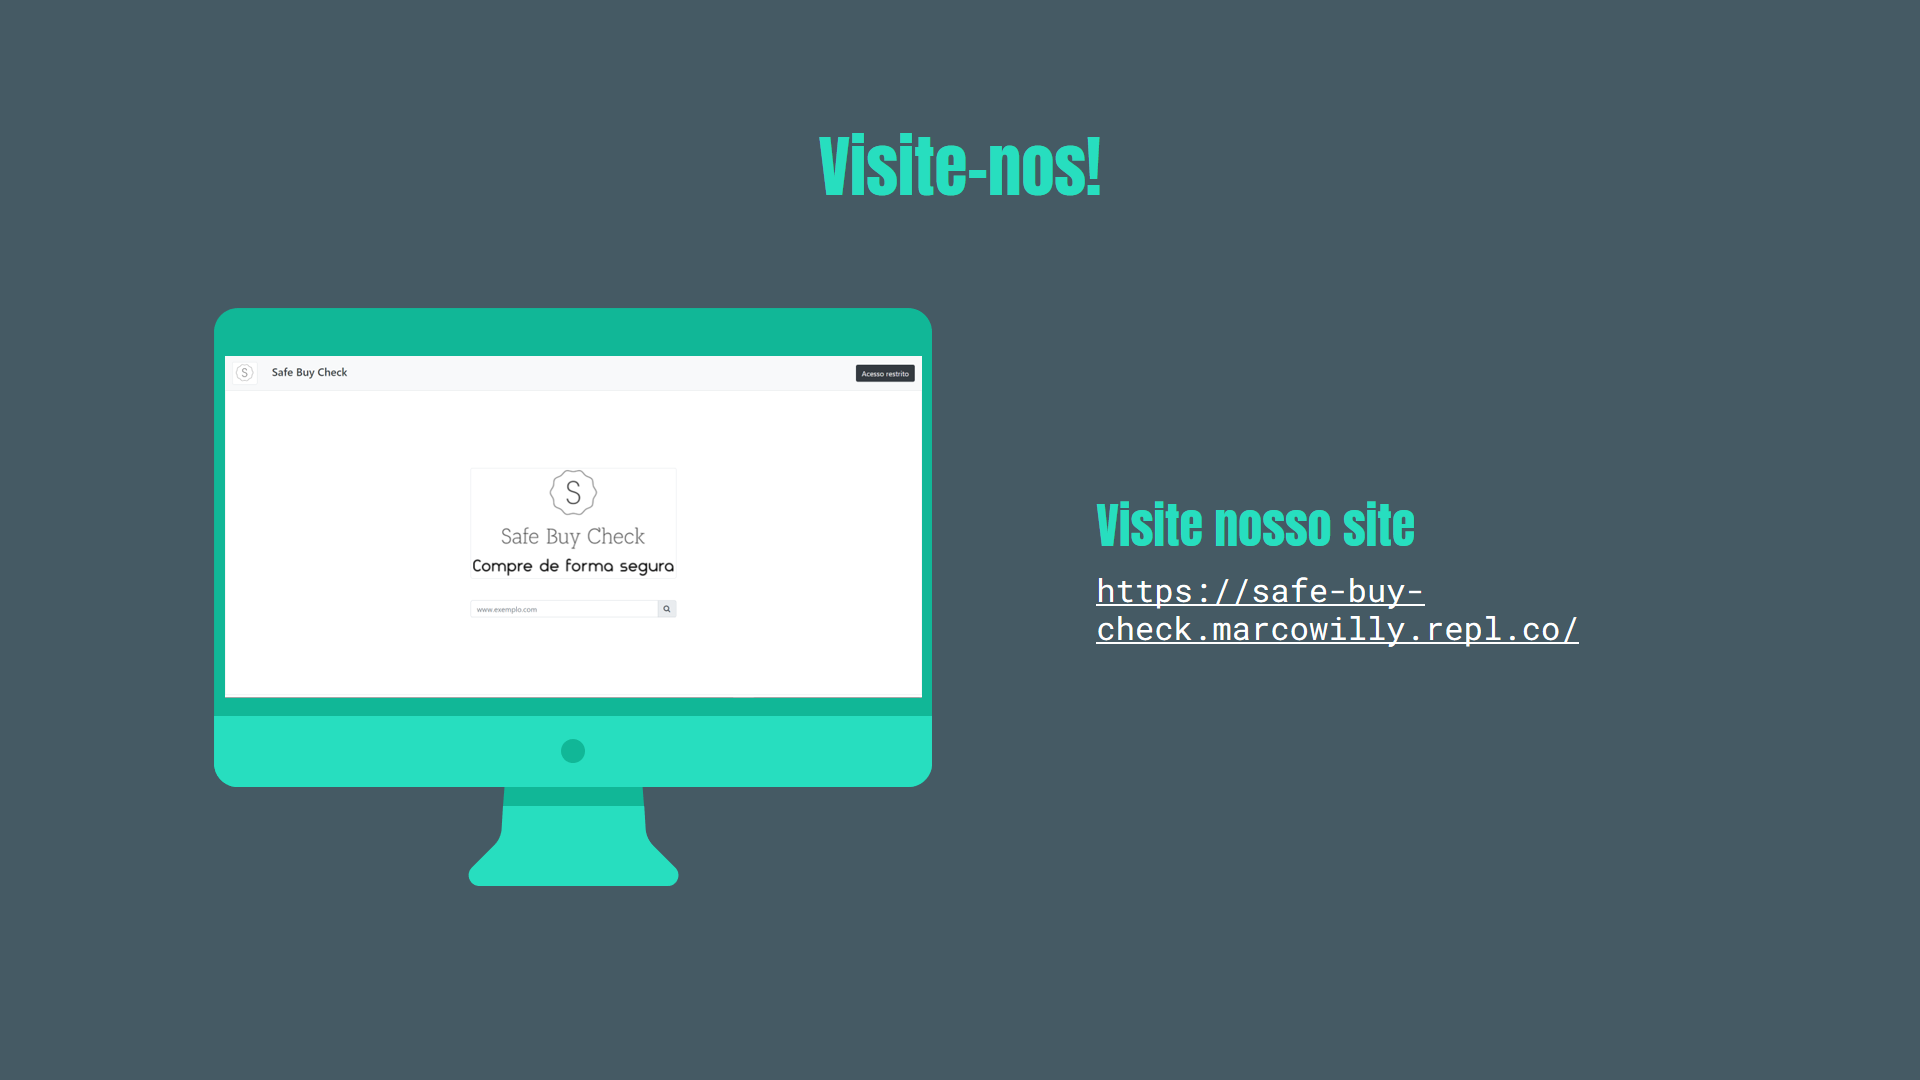 Visite-nos!
S
Safe Buy Check
Acesso restrito
S
Safe Buy Check
Compre de forma segura
www.exemplo.com
Visite nosso site
https://safe-buy-
check.marcowilly.repl.co/